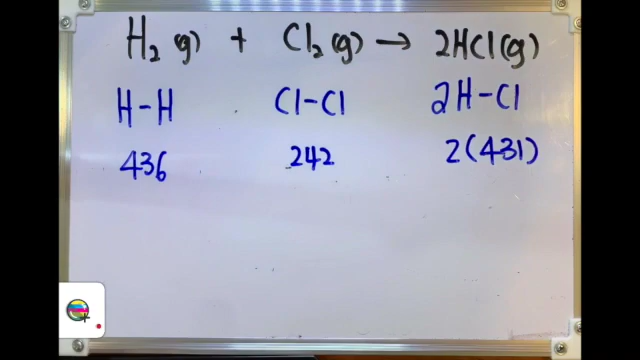 H₂(g) + Cl₂(g) → 2HCl(g)
H-H Cl-Cl 2H-Cl
436 242 2(431)